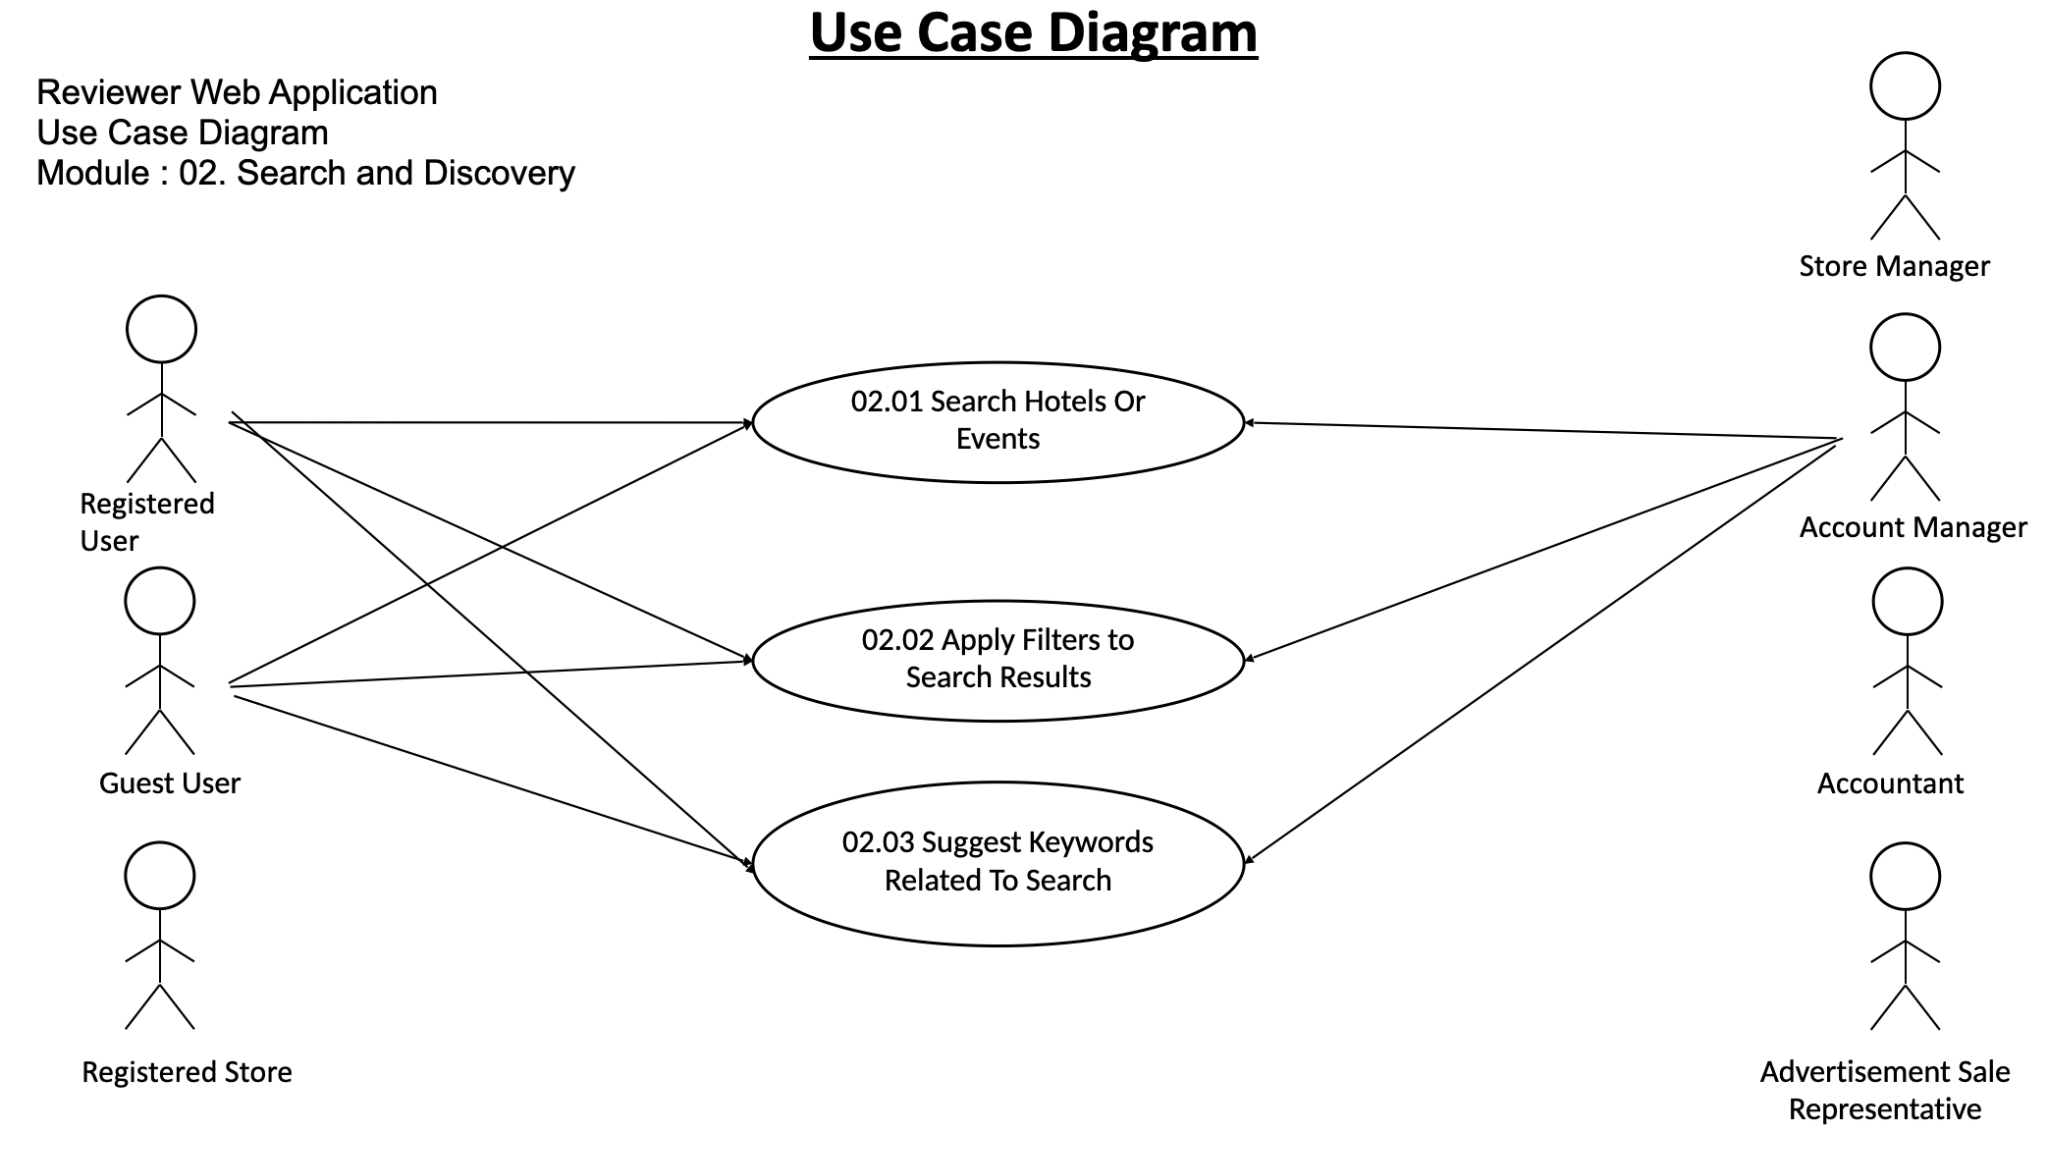 Use Case Diagram
Reviewer Web Application
Use Case Diagram
Module : 02. Search and Discovery
Store Manager
Registered
User
02.01 Search Hotels Or
Events
Account Manager
Guest User
02.02 Apply Filters to
Search Results
Accountant
02.03 Suggest Keywords
Related To Search
Registered Store
Advertisement Sale
Representative